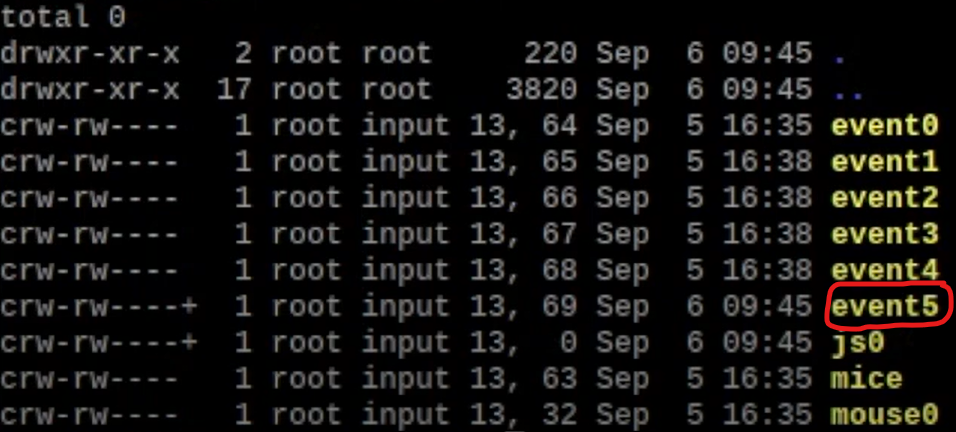 total 0
drwxr-xr-x 2 root root 220 Sep 6 09:45 .
drwxr-xr-x 17 root root 3820 Sep 6 09:45 ..
crw-rw---- 1 root input 13, 64 Sep 5 16:35 event0
crw-rw---- 1 root input 13, 65 Sep 5 16:38 event1
crw-rw---- 1 root input 13, 66 Sep 5 16:38 event2
crw-rw---- 1 root input 13, 67 Sep 5 16:38 event3
crw-rw---- 1 root input 13, 68 Sep 5 16:38 event4
crw-rw----+ 1 root input 13, 69 Sep 6 09:45 event5
crw-rw----+ 1 root input 13, 0 Sep 6 09:45 js0
crw-rw---- 1 root input 13, 63 Sep 5 16:35 mice
crw-rw---- 1 root input 13, 32 Sep 5 16:35 mouse0